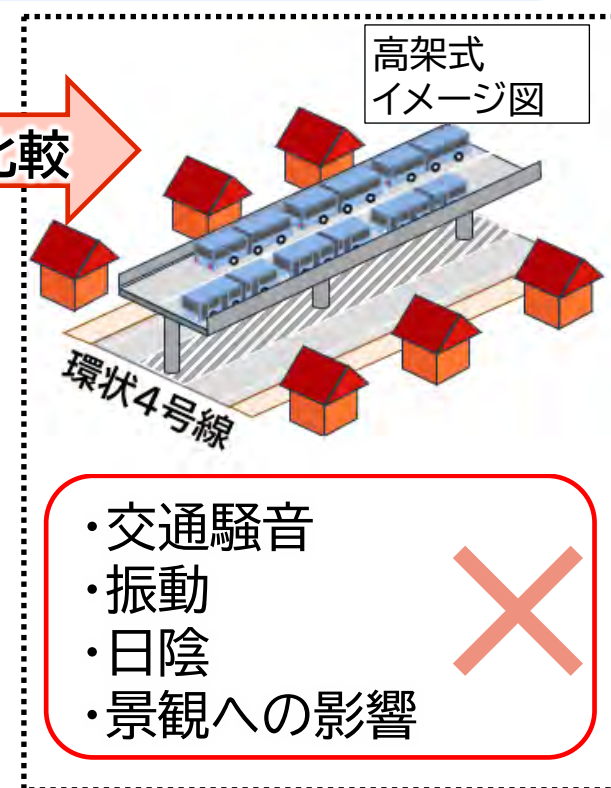 高架式
イメージ図
比較
環状4号線
・交通騒音
・振動
・日陰
・景観への影響